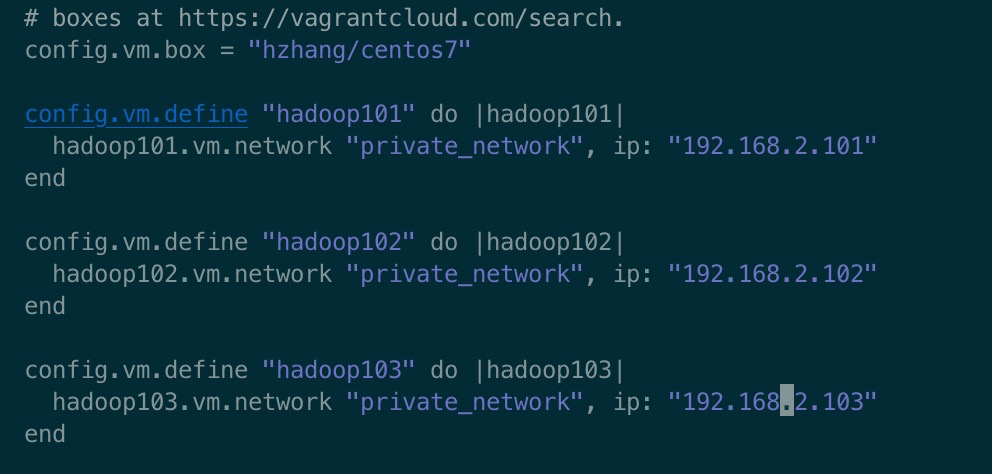 # boxes at https://vagrantcloud.com/search.
config.vm.box = "hzhang/centos7"
config.vm.define "hadoop101" do |hadoop101|
  hadoop101.vm.network "private_network", ip: "192.168.2.101"
end
config.vm.define "hadoop102" do |hadoop102|
  hadoop102.vm.network "private_network", ip: "192.168.2.102"
end
config.vm.define "hadoop103" do |hadoop103|
  hadoop103.vm.network "private_network", ip: "192.168.2.103"
end